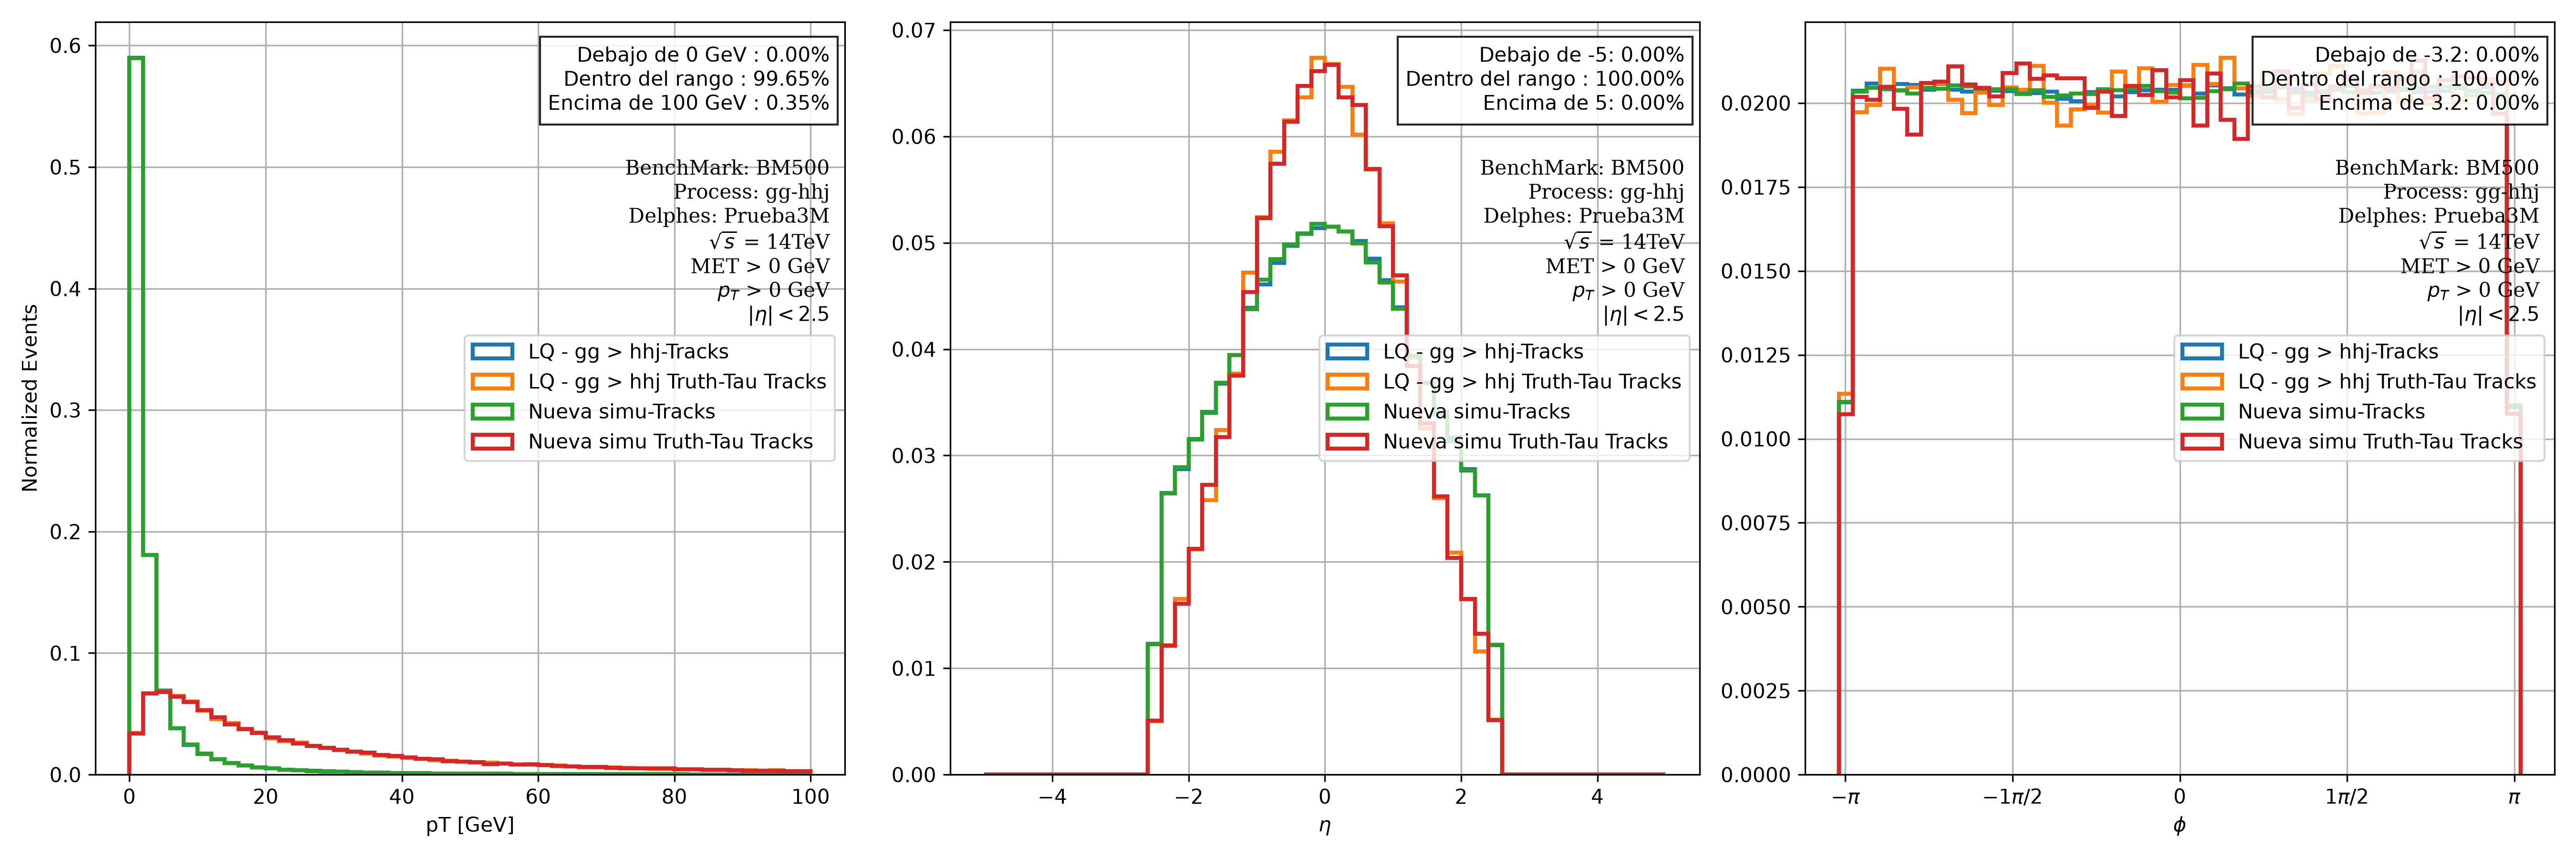 Normalized Events
0.6
0.5
0.4
0.3
0.2
0.1
0.0
0 20 40 60 80 100
pT [GeV]
Debajo de 0 GeV : 0.00%
Dentro del rango : 99.65%
Encima de 100 GeV : 0.35%
BenchMark: BM500
Process: gg-hhj
Delphes: Prueba3M
√s = 14TeV
MET > 0 GeV
pT > 0 GeV
|η| < 2.5
LQ - gg > hhj-Tracks
LQ - gg > hhj Truth-Tau Tracks
Nueva simu-Tracks
Nueva simu Truth-Tau Tracks
0.07
0.06
0.05
0.04
0.03
0.02
0.01
0.00
−4 −2 0 2 4
η
Debajo de -5: 0.00%
Dentro del rango : 100.00%
Encima de 5: 0.00%
BenchMark: BM500
Process: gg-hhj
Delphes: Prueba3M
√s = 14TeV
MET > 0 GeV
pT > 0 GeV
|η| < 2.5
LQ - gg > hhj-Tracks
LQ - gg > hhj Truth-Tau Tracks
Nueva simu-Tracks
Nueva simu Truth-Tau Tracks
0.0200
0.0175
0.0150
0.0125
0.0100
0.0075
0.0050
0.0025
0.0000
−π −1π/2 0 1π/2 π
ϕ
Debajo de -3.2: 0.00%
Dentro del rango : 100.00%
Encima de 3.2: 0.00%
BenchMark: BM500
Process: gg-hhj
Delphes: Prueba3M
√s = 14TeV
MET > 0 GeV
pT > 0 GeV
|η| < 2.5
LQ - gg > hhj-Tracks
LQ - gg > hhj Truth-Tau Tracks
Nueva simu-Tracks
Nueva simu Truth-Tau Tracks